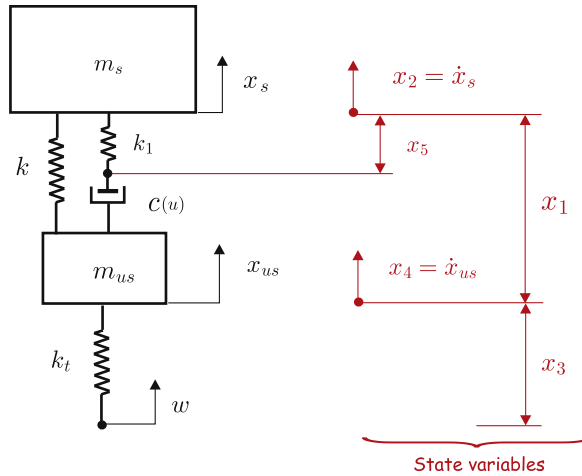 m_s
x_s
x_2 = ẋ_s
k_1
x_5
k
c(u)
x_1
m_us
x_us
x_4 = ẋ_us
k_t
x_3
w
State variables